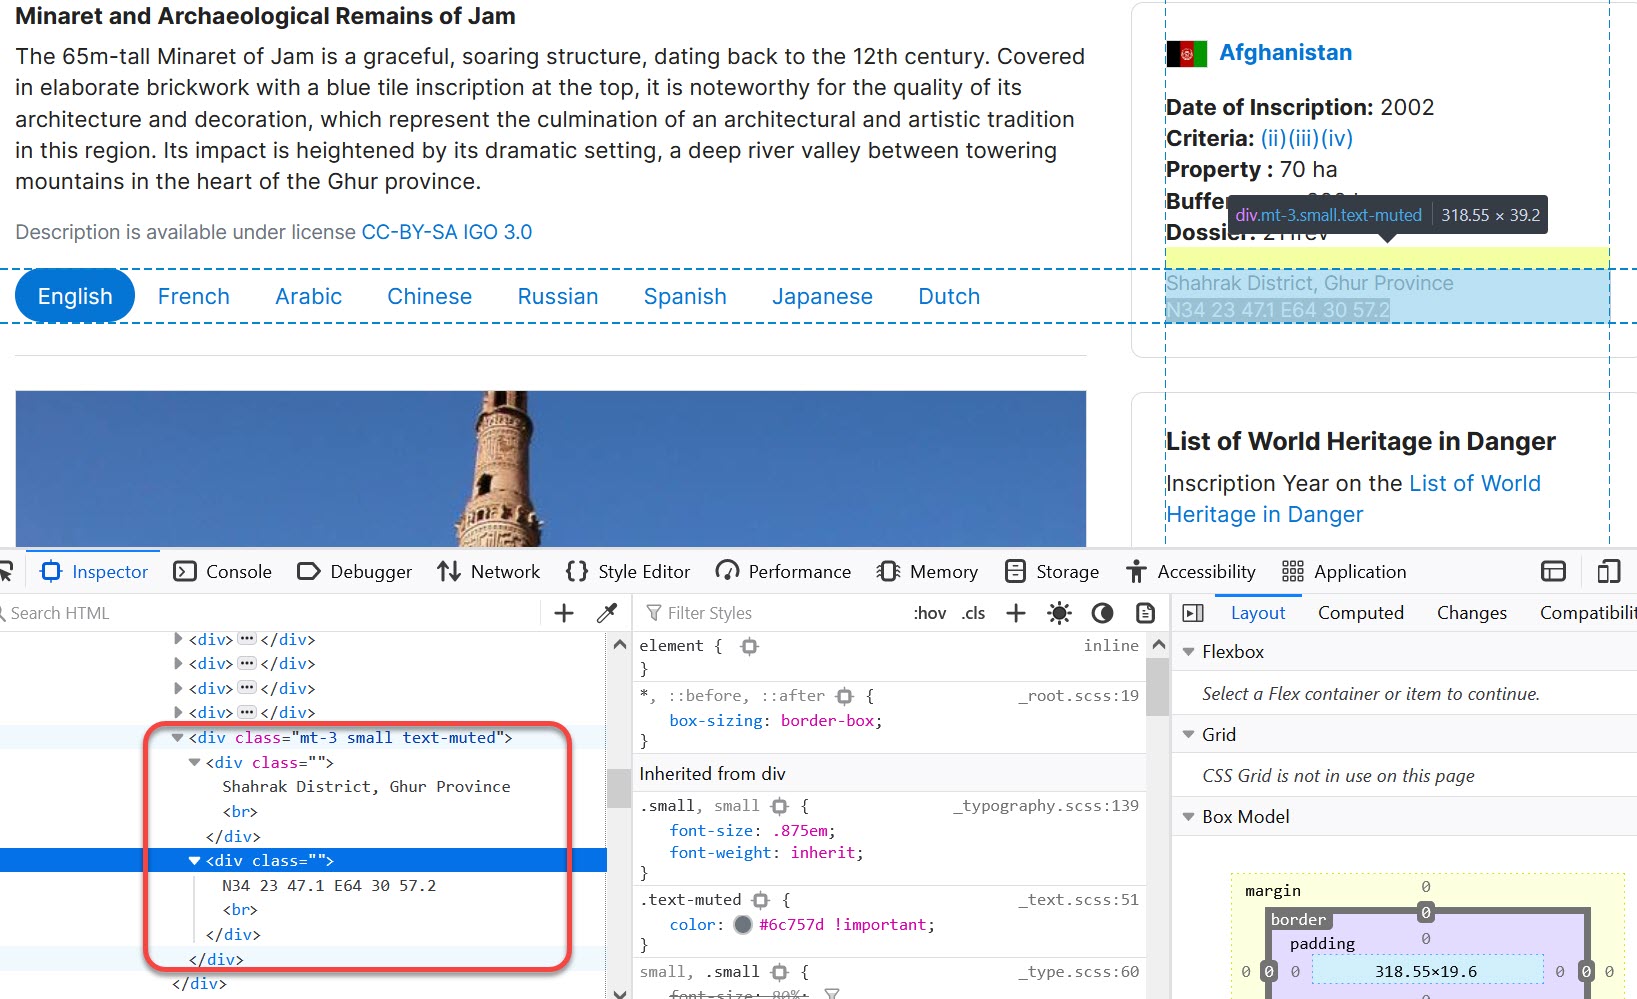 Minaret and Archaeological Remains of Jam
The 65m-tall Minaret of Jam is a graceful, soaring structure, dating back to the 12th century. Covered
in elaborate brickwork with a blue tile inscription at the top, it is noteworthy for the quality of its
architecture and decoration, which represent the culmination of an architectural and artistic tradition
in this region. Its impact is heightened by its dramatic setting, a deep river valley between towering
mountains in the heart of the Ghur province.
Description is available under license CC-BY-SA IGO 3.0
English French Arabic Chinese Russian Spanish Japanese Dutch
Afghanistan
Date of Inscription: 2002
Criteria: (ii)(iii)(iv)
Property : 70 ha
div.mt-3.small.text-muted 318.55 × 39.2
Dossier:
Shahrak District, Ghur Province
N34 23 47.1 E64 30 57.2
List of World Heritage in Danger
Inscription Year on the List of World
Heritage in Danger
Inspector Console Debugger Network {} Style Editor Performance Memory Storage Accessibility Application
Search HTML
<div> ••• </div>
<div> ••• </div>
<div> ••• </div>
<div> ••• </div>
<div class="mt-3 small text-muted">
<div class="">
Shahrak District, Ghur Province
<br>
</div>
<div class="">
N34 23 47.1 E64 30 57.2
<br>
</div>
</div>
</div>
Filter Styles :hov .cls +
element { inline
}
*, ::before, ::after { _root.scss:19
box-sizing: border-box;
}
Inherited from div
.small, small { _typography.scss:139
font-size: .875em;
font-weight: inherit;
}
.text-muted { _text.scss:51
color: #6c757d !important;
}
small, .small { _type.scss:60
font-size: 80%;
Layout Computed Changes Compatibilit
Flexbox
Select a Flex container or item to continue.
Grid
CSS Grid is not in use on this page
Box Model
margin 0
border 0
padding 0
0 0 0 318.55×19.6 0 0 0